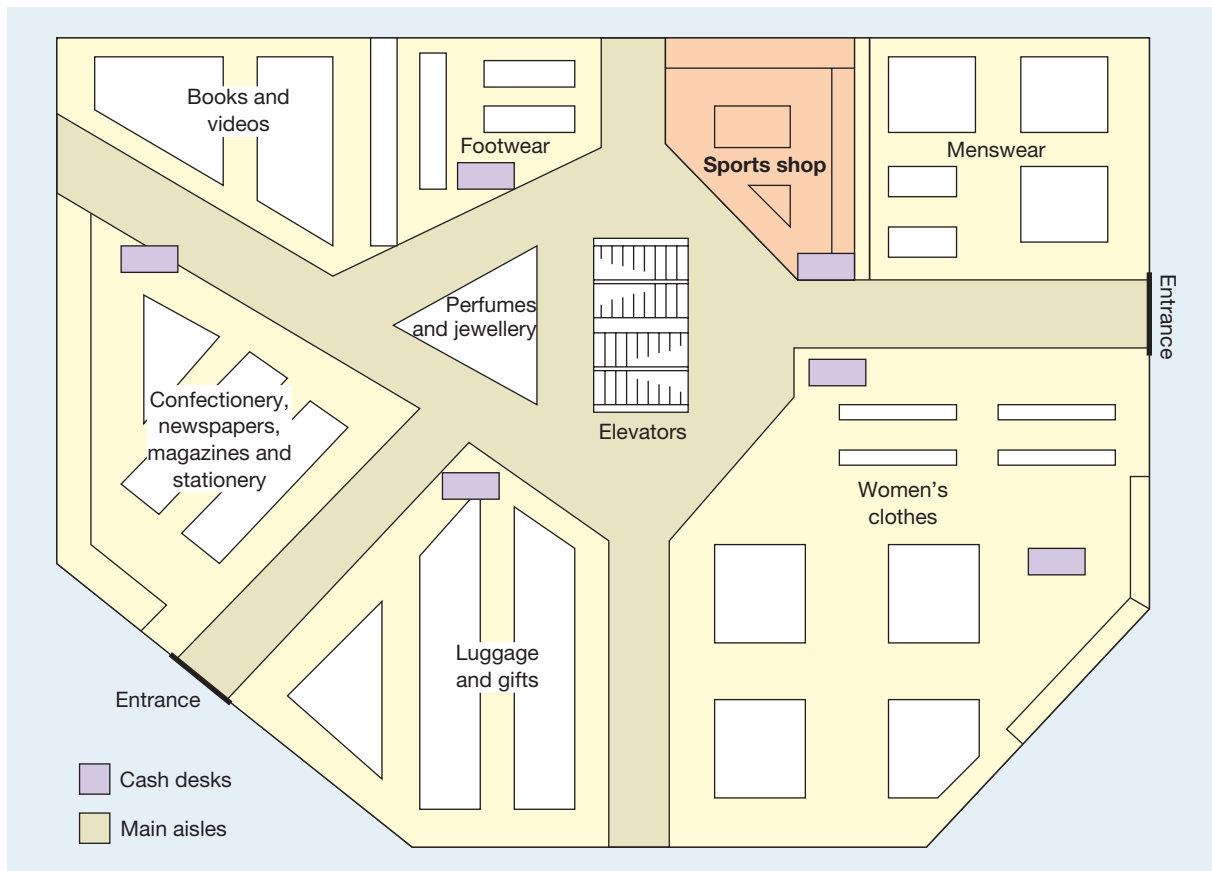 Books and
videos
Footwear
Sports shop
Menswear
Entrance
Perfumes
and jewellery
Elevators
Confectionery,
newspapers,
magazines and
stationery
Women’s
clothes
Luggage
and gifts
Entrance
Cash desks
Main aisles